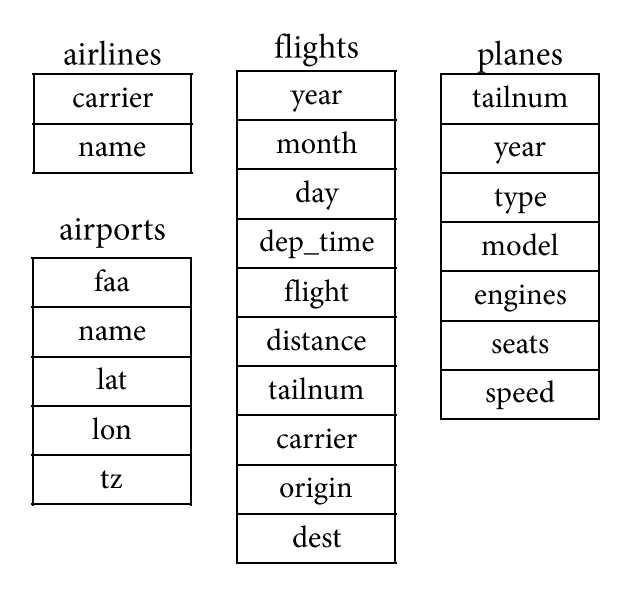 airlines
carrier
name
airports
faa
name
lat
lon
tz
flights
year
month
day
dep_time
flight
distance
tailnum
carrier
origin
dest
planes
tailnum
year
type
model
engines
seats
speed